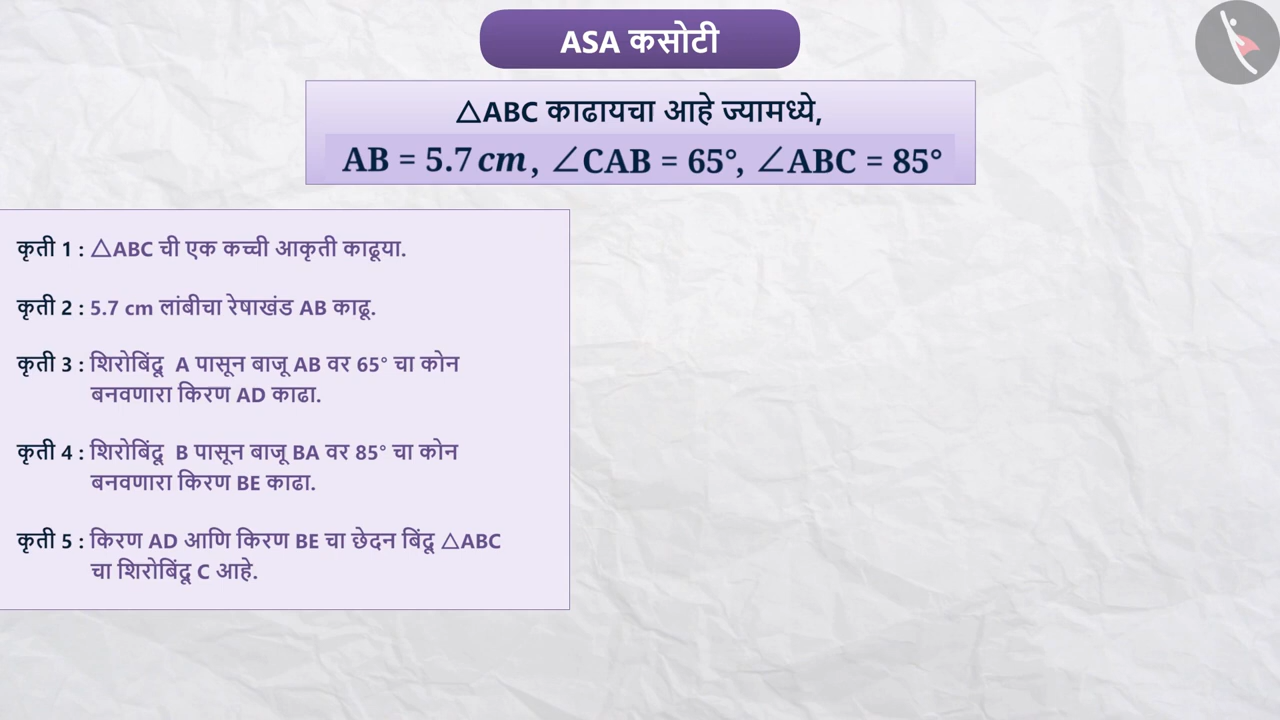 ASA कसोटी
△ABC काढायचा आहे ज्यामध्ये,
AB = 5.7 cm, ∠CAB = 65°, ∠ABC = 85°
कृती 1 : △ABC ची एक कच्ची आकृती काढूया.
कृती 2 : 5.7 cm लांबीचा रेषाखंड AB काढू.
कृती 3 : शिरोबिंदू A पासून बाजू AB वर 65° चा कोन
बनवणारा किरण AD काढा.
कृती 4 : शिरोबिंदू B पासून बाजू BA वर 85° चा कोन
बनवणारा किरण BE काढा.
कृती 5 : किरण AD आणि किरण BE चा छेदन बिंदू △ABC
चा शिरोबिंदू C आहे.